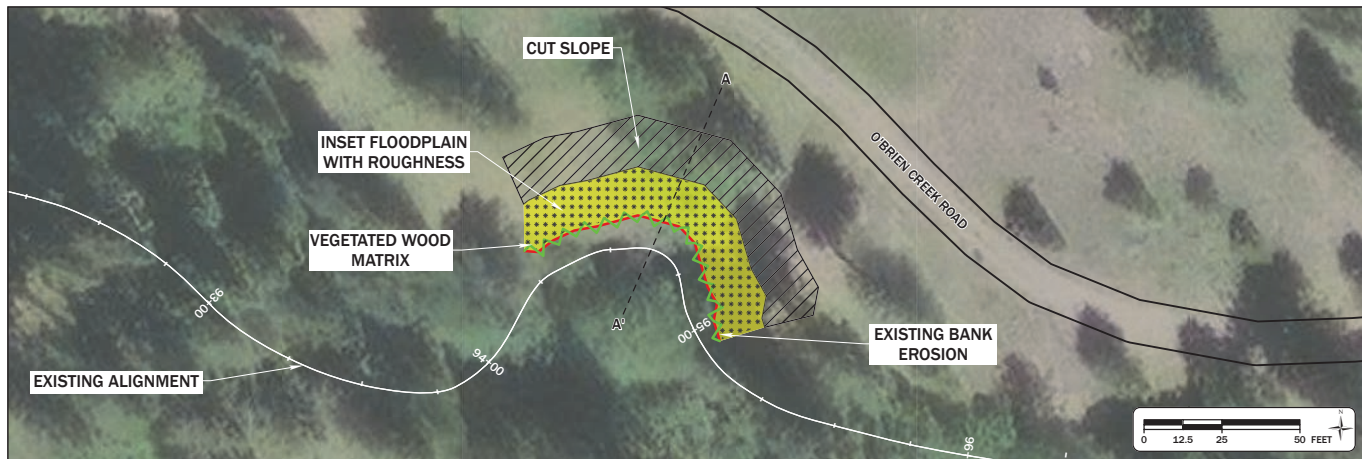 CUT SLOPE
A
INSET FLOODPLAIN
WITH ROUGHNESS
O'BRIEN CREEK ROAD
VEGETATED WOOD
MATRIX
93+00
A'
95+00
EXISTING BANK
EROSION
94+00
EXISTING ALIGNMENT
N
0 12.5 25 50 FEET
96